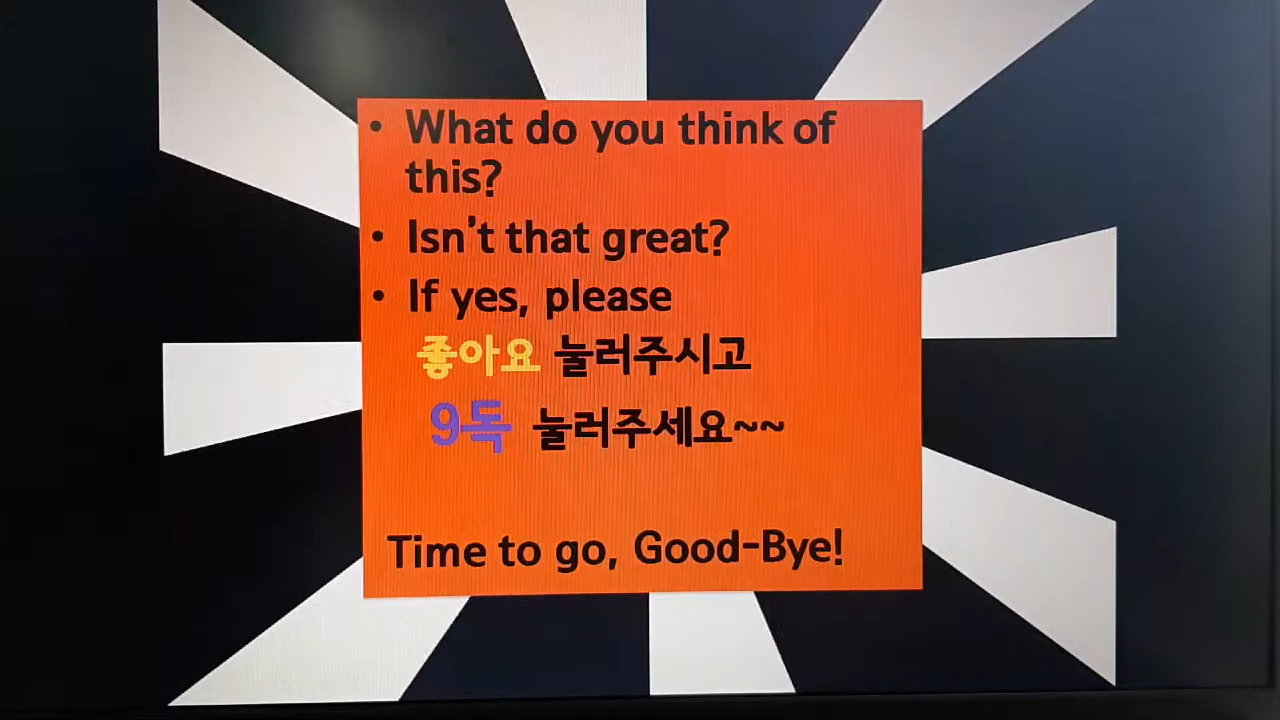 • What do you think of
this?
• Isn't that great?
• If yes, please
좋아요 눌러주시고
9독 눌러주세요~~
Time to go, Good-Bye!